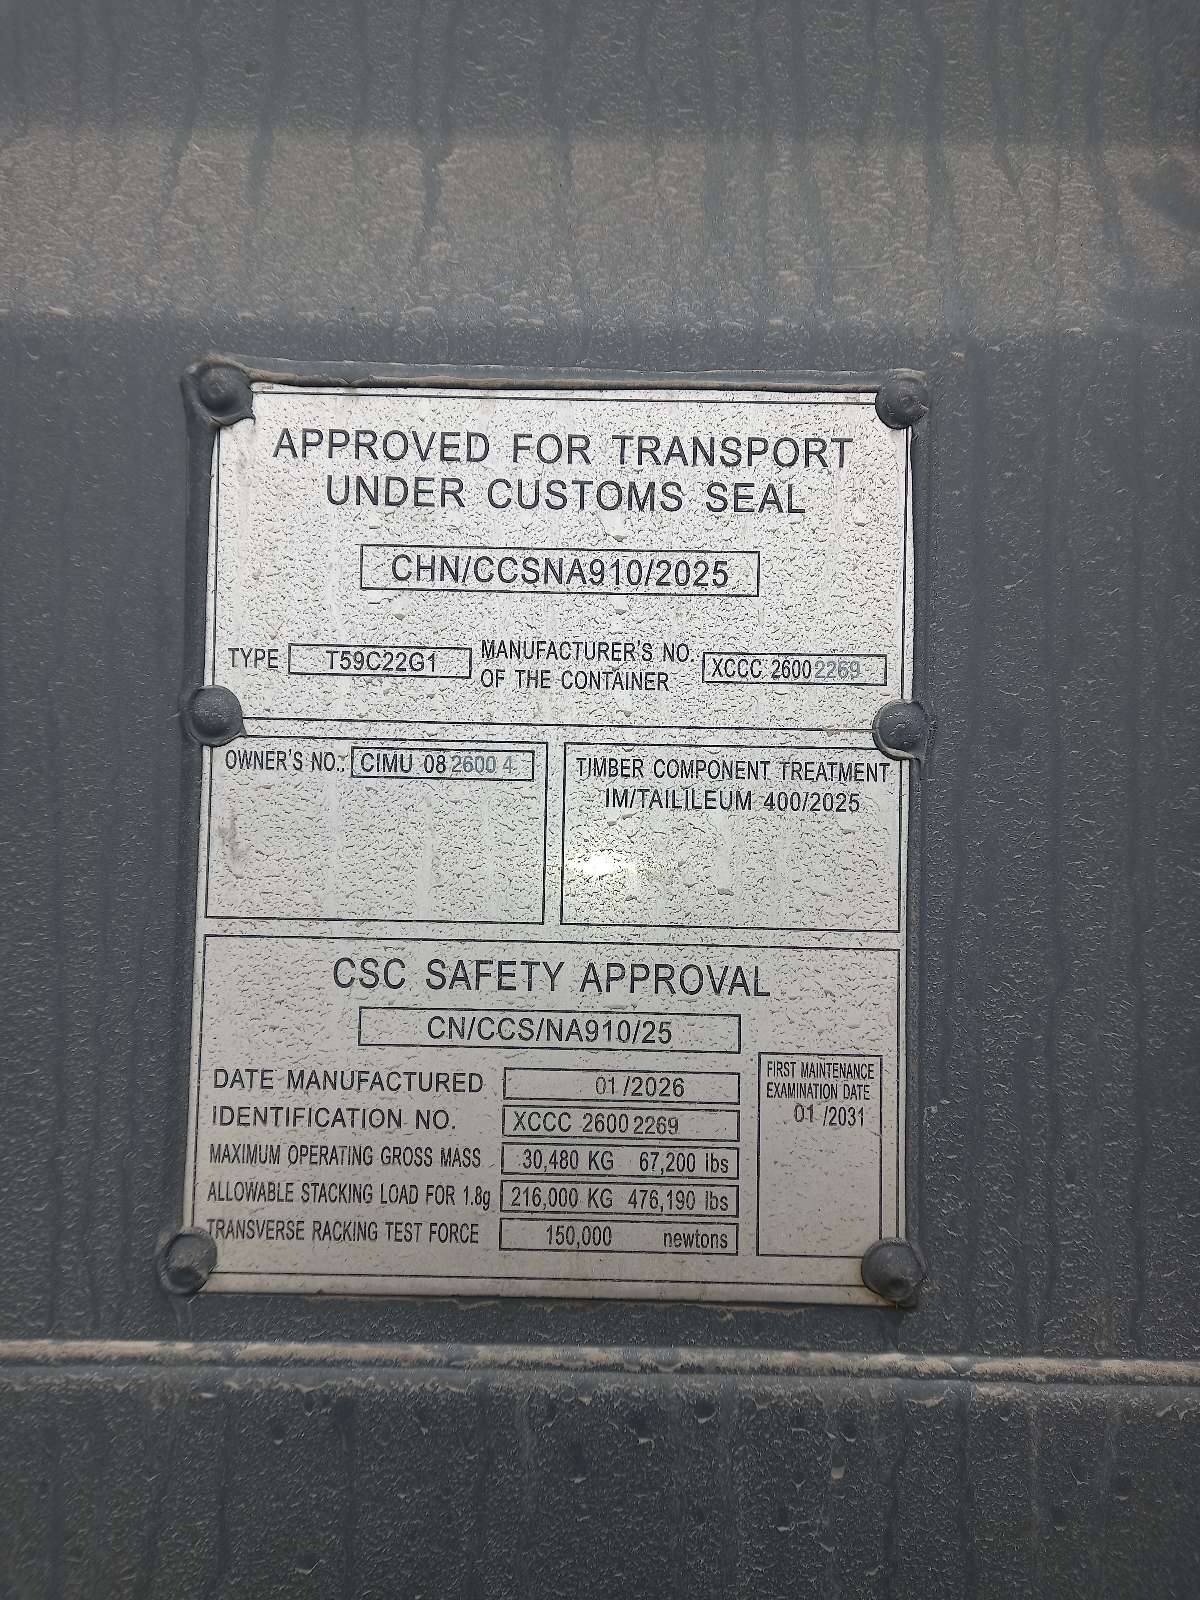 APPROVED FOR TRANSPORT
UNDER CUSTOMS SEAL
CHN/CCSNA910/2025
TYPE T59C22G1 MANUFACTURER'S NO. OF THE CONTAINER XCCC 2600 2269
OWNER'S NO.: CIMU 08 2600 4
TIMBER COMPONENT TREATMENT
IM/TAILILEUM 400/2025
CSC SAFETY APPROVAL
CN/CCS/NA910/25
DATE MANUFACTURED 01 /2026
IDENTIFICATION NO. XCCC 2600 2269
MAXIMUM OPERATING GROSS MASS 30,480 KG 67,200 lbs
ALLOWABLE STACKING LOAD FOR 1.8g 216,000 KG 476,190 lbs
TRANSVERSE RACKING TEST FORCE 150,000 newtons
FIRST MAINTENANCE
EXAMINATION DATE
01 /2031